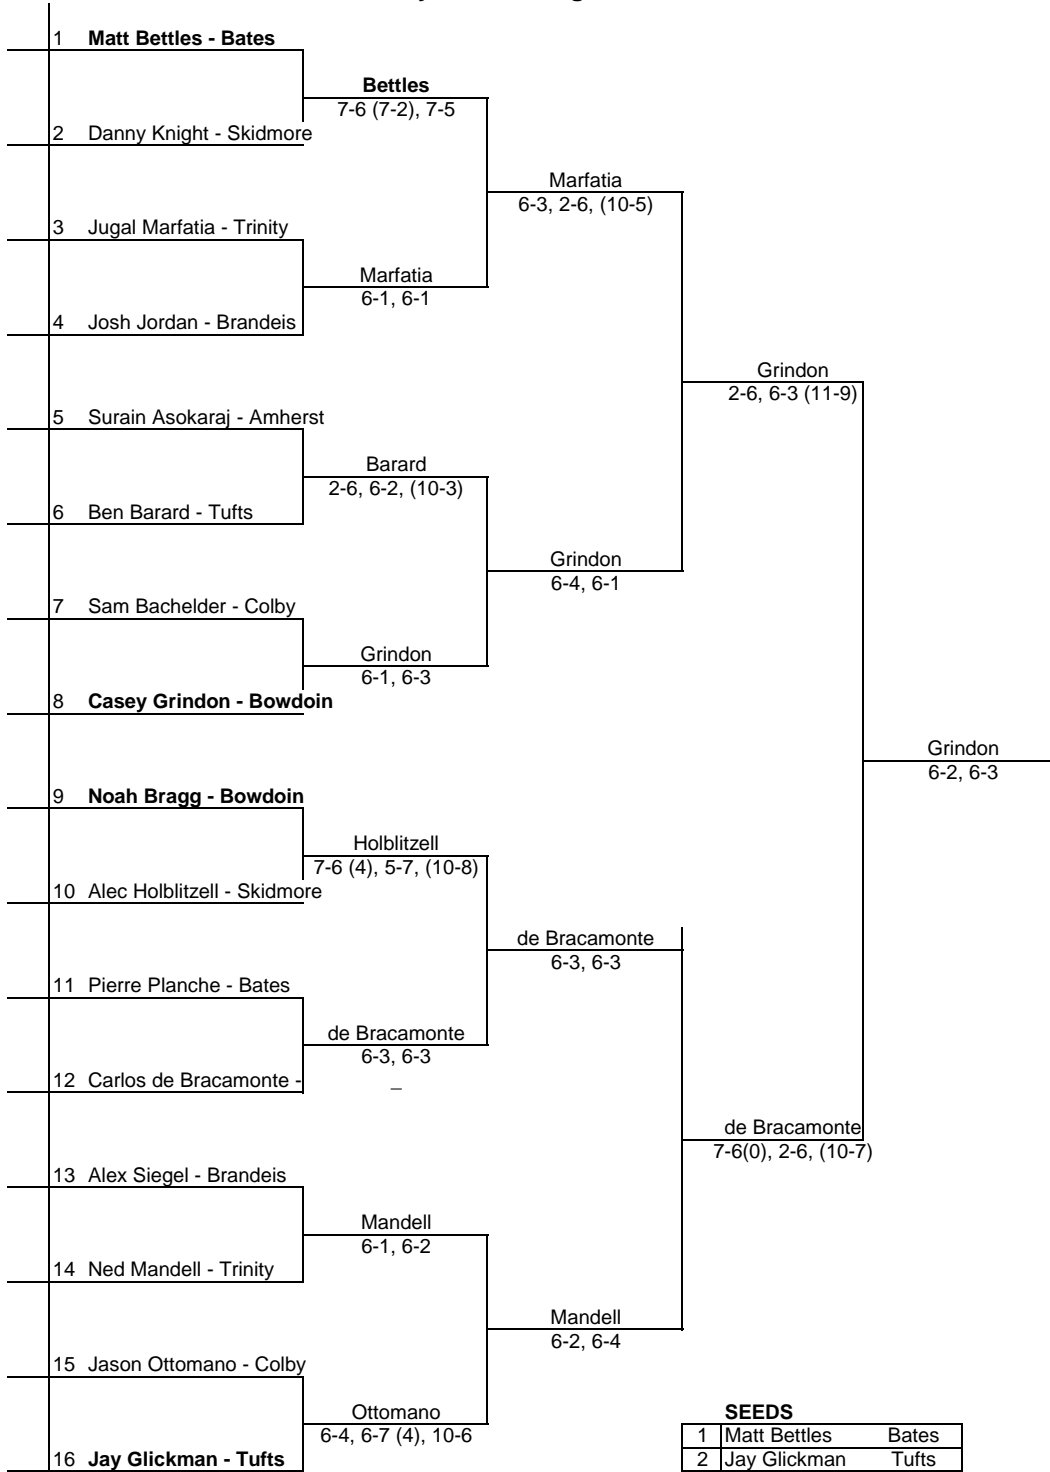 1 Matt Bettles - Bates
Bettles
7-6 (7-2), 7-5
2 Danny Knight - Skidmore
Marfatia
6-3, 2-6, (10-5)
3 Jugal Marfatia - Trinity
Marfatia
6-1, 6-1
4 Josh Jordan - Brandeis
Grindon
2-6, 6-3 (11-9)
5 Surain Asokaraj - Amherst
Barard
2-6, 6-2, (10-3)
6 Ben Barard - Tufts
Grindon
6-4, 6-1
7 Sam Bachelder - Colby
Grindon
6-1, 6-3
8 Casey Grindon - Bowdoin
Grindon
6-2, 6-3
9 Noah Bragg - Bowdoin
Holblitzell
7-6 (4), 5-7, (10-8)
10 Alec Holblitzell - Skidmore
de Bracamonte
6-3, 6-3
11 Pierre Planche - Bates
de Bracamonte
6-3, 6-3
12 Carlos de Bracamonte -
de Bracamonte
7-6(0), 2-6, (10-7)
13 Alex Siegel - Brandeis
Mandell
6-1, 6-2
14 Ned Mandell - Trinity
Mandell
6-2, 6-4
15 Jason Ottomano - Colby
Ottomano
6-4, 6-7 (4), 10-6
16 Jay Glickman - Tufts
SEEDS
1 Matt Bettles Bates
2 Jay Glickman Tufts